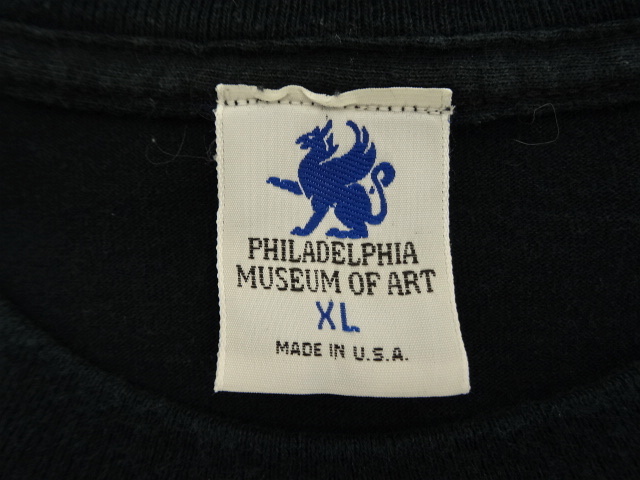 PHILADELPHIA
MUSEUM OF ART
XL
MADE IN U.S.A.